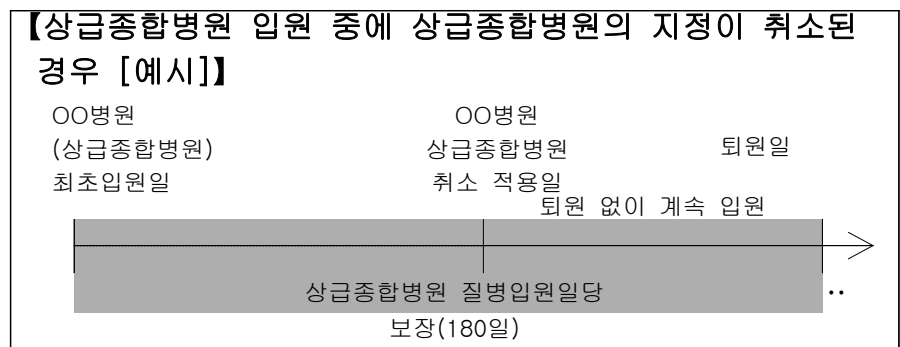 【상급종합병원 입원 중에 상급종합병원의 지정이 취소된
경우 [예시]】
OO병원
(상급종합병원)
최초입원일
OO병원
상급종합병원
취소 적용일
퇴원일
퇴원 없이 계속 입원
상급종합병원 질병입원일당
보장(180일)
..